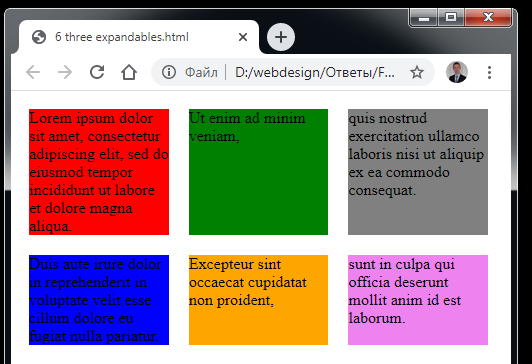 6 three expandables.html
Файл
D:/webdesign/Ответы/F...
Lorem ipsum dolor
sit amet, consectetur
adipiscing elit, sed do
eiusmod tempor
incididunt ut labore
et dolore magna
aliqua.
Ut enim ad minim
veniam,
quis nostrud
exercitation ullamco
laboris nisi ut aliquip
ex ea commodo
consequat.
Duis aute irure dolor
in reprehenderit in
voluptate velit esse
cillum dolore eu
fugiat nulla pariatur.
Excepteur sint
occaecat cupidatat
non proident,
sunt in culpa qui
officia deserunt
mollit anim id est
laborum.